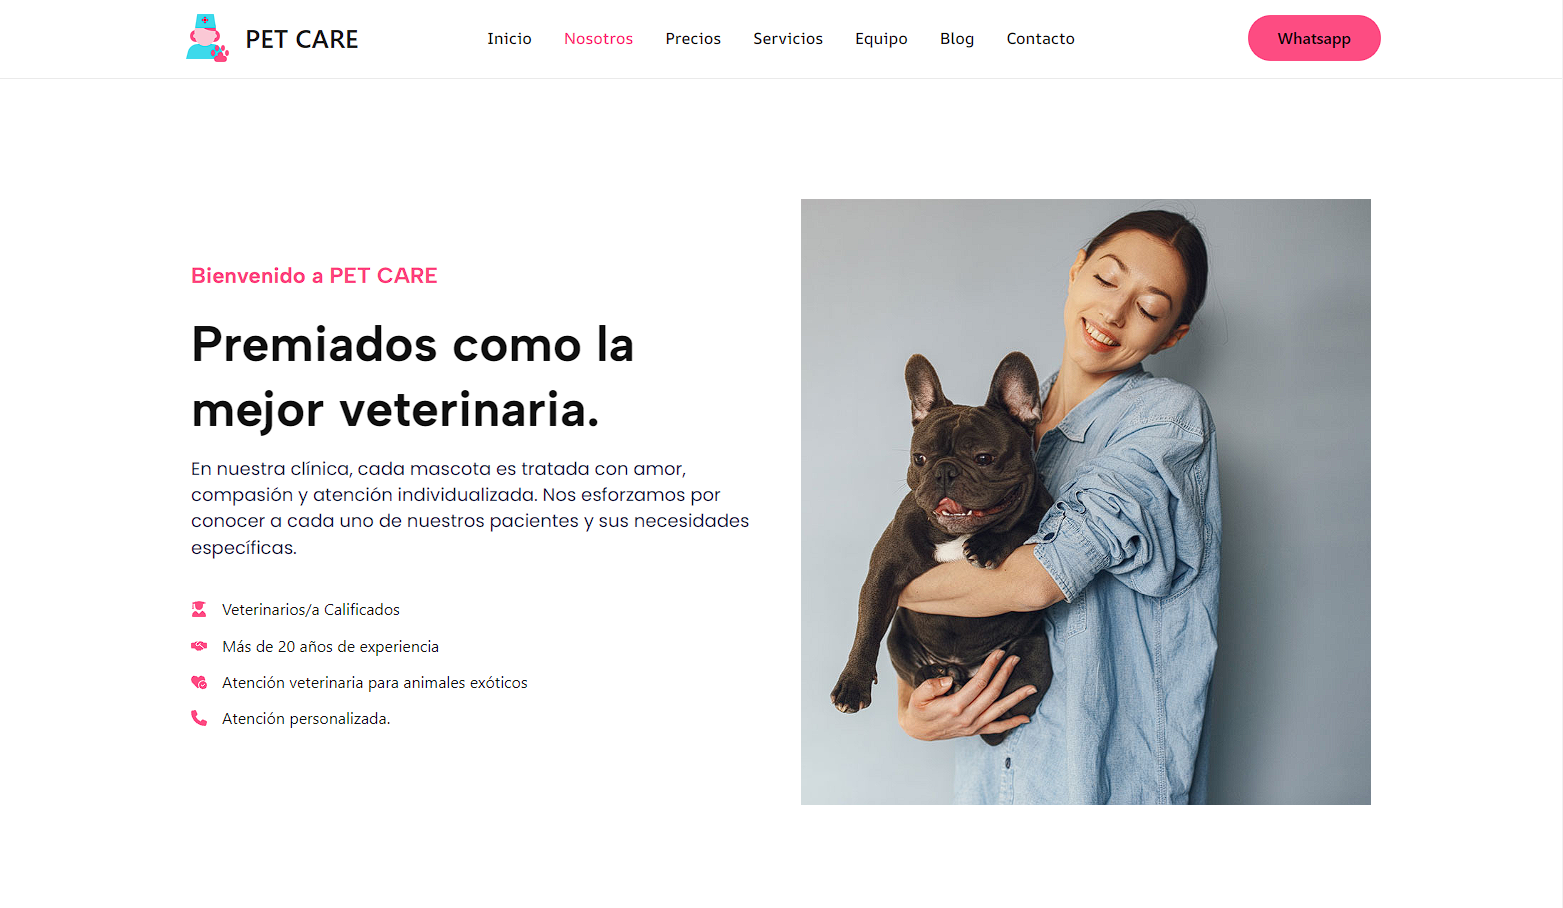 PET CARE
Inicio Nosotros Precios Servicios Equipo Blog Contacto
Whatsapp
Bienvenido a PET CARE
Premiados como la
mejor veterinaria.
En nuestra clínica, cada mascota es tratada con amor,
compasión y atención individualizada. Nos esforzamos por
conocer a cada uno de nuestros pacientes y sus necesidades
específicas.
Veterinarios/a Calificados
Más de 20 años de experiencia
Atención veterinaria para animales exóticos
Atención personalizada.